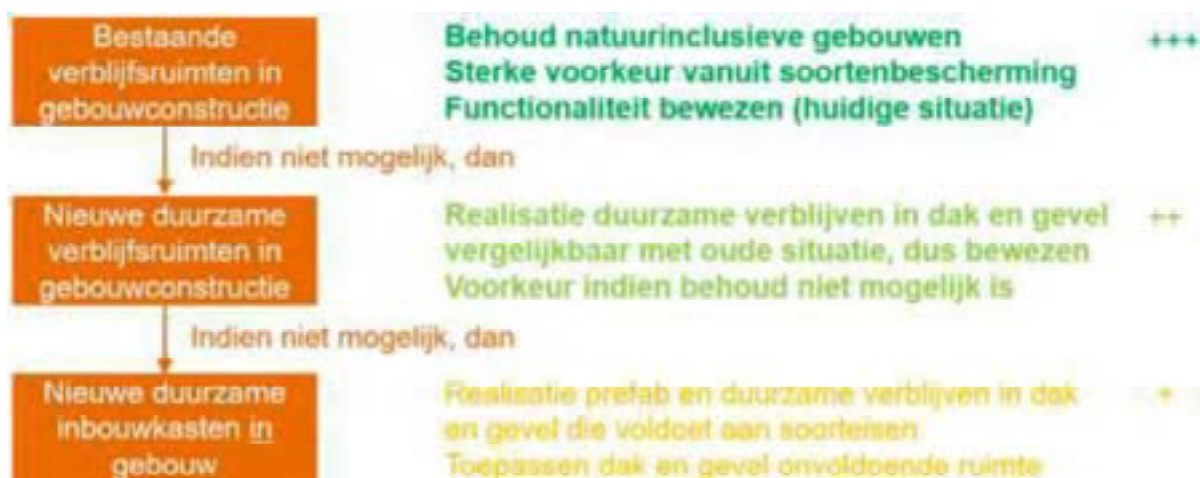 Bestaande
verblijfsruimten in
gebouwconstructie
Behoud natuurinclusieve gebouwen
Sterke voorkeur vanuit soortenbescherming
Functionaliteit bewezen (huidige situatie)
+++
Indien niet mogelijk, dan
Nieuwe duurzame
verblijfsruimten in
gebouwconstructie
Realisatie duurzame verblijven in dak en gevel
vergelijkbaar met oude situatie, dus bewezen
Voorkeur indien behoud niet mogelijk is
++
Indien niet mogelijk, dan
Nieuwe duurzame
inbouwkasten in
gebouw
Realisatie prefab en duurzame verblijven in dak
en gevel die voldoet aan soorteisen
Toepassen dak en gevel onvoldoende ruimte
+